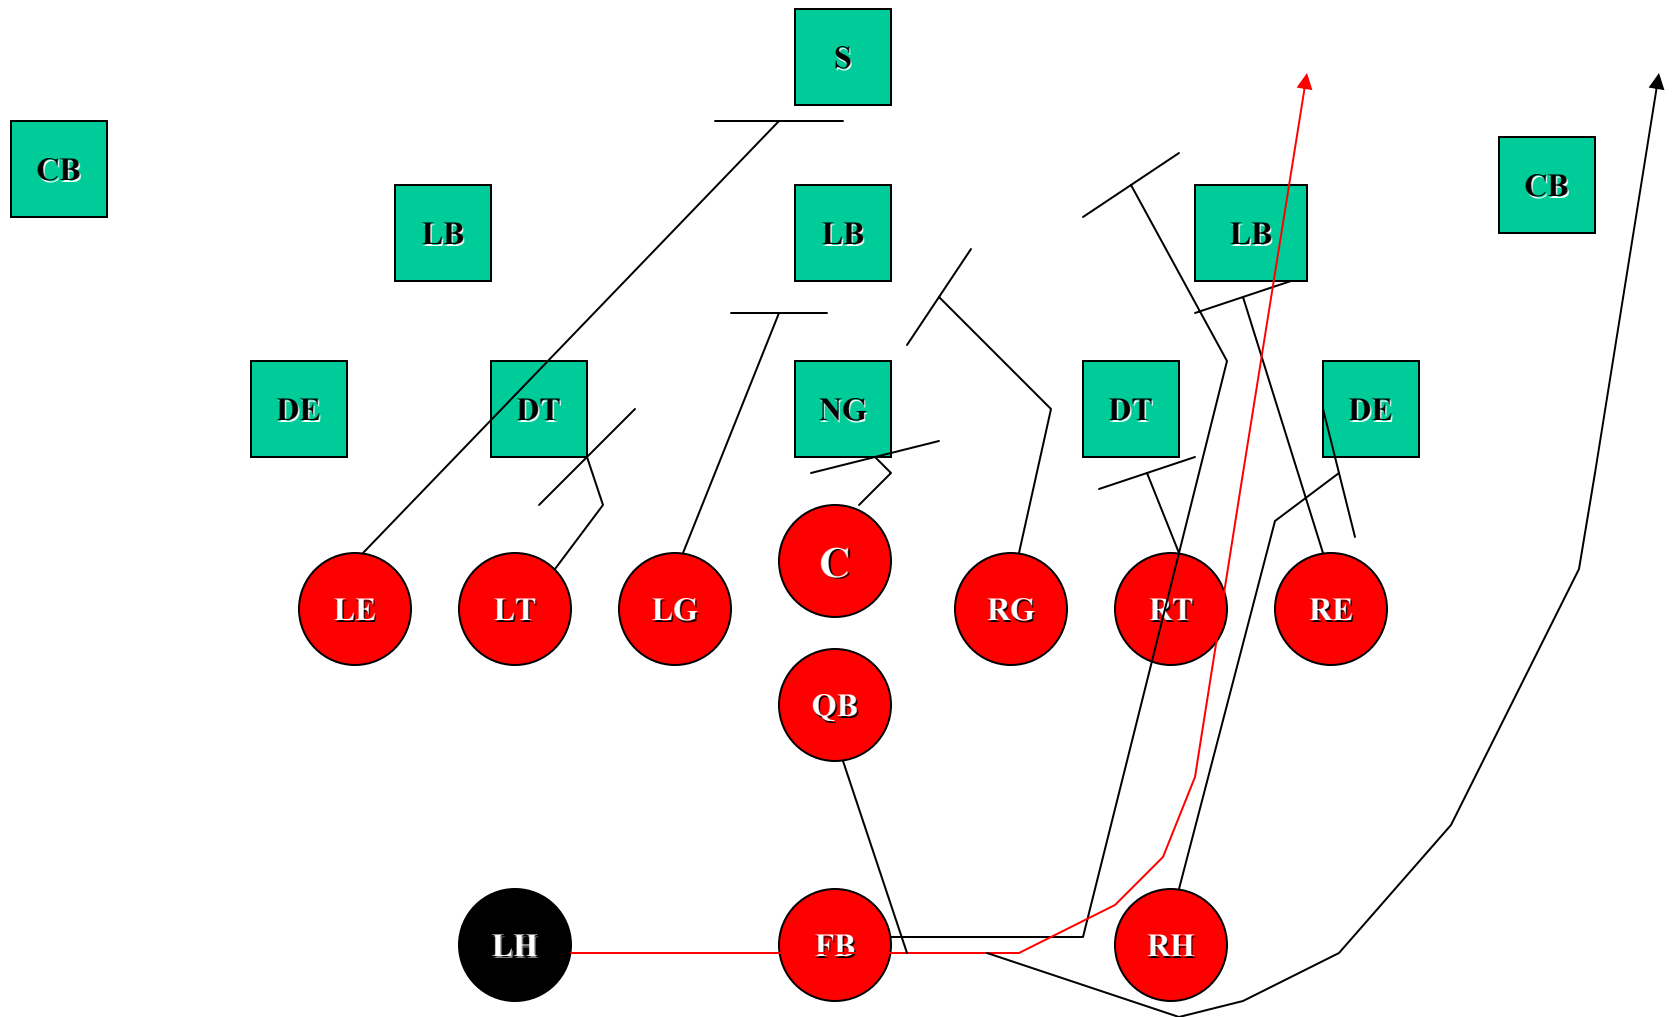 S
CB
CB
LB
LB
LB
DE
DT
NG
DT
DE
C
LE
LT
LG
RG
RT
RE
QB
LH
FB
RH